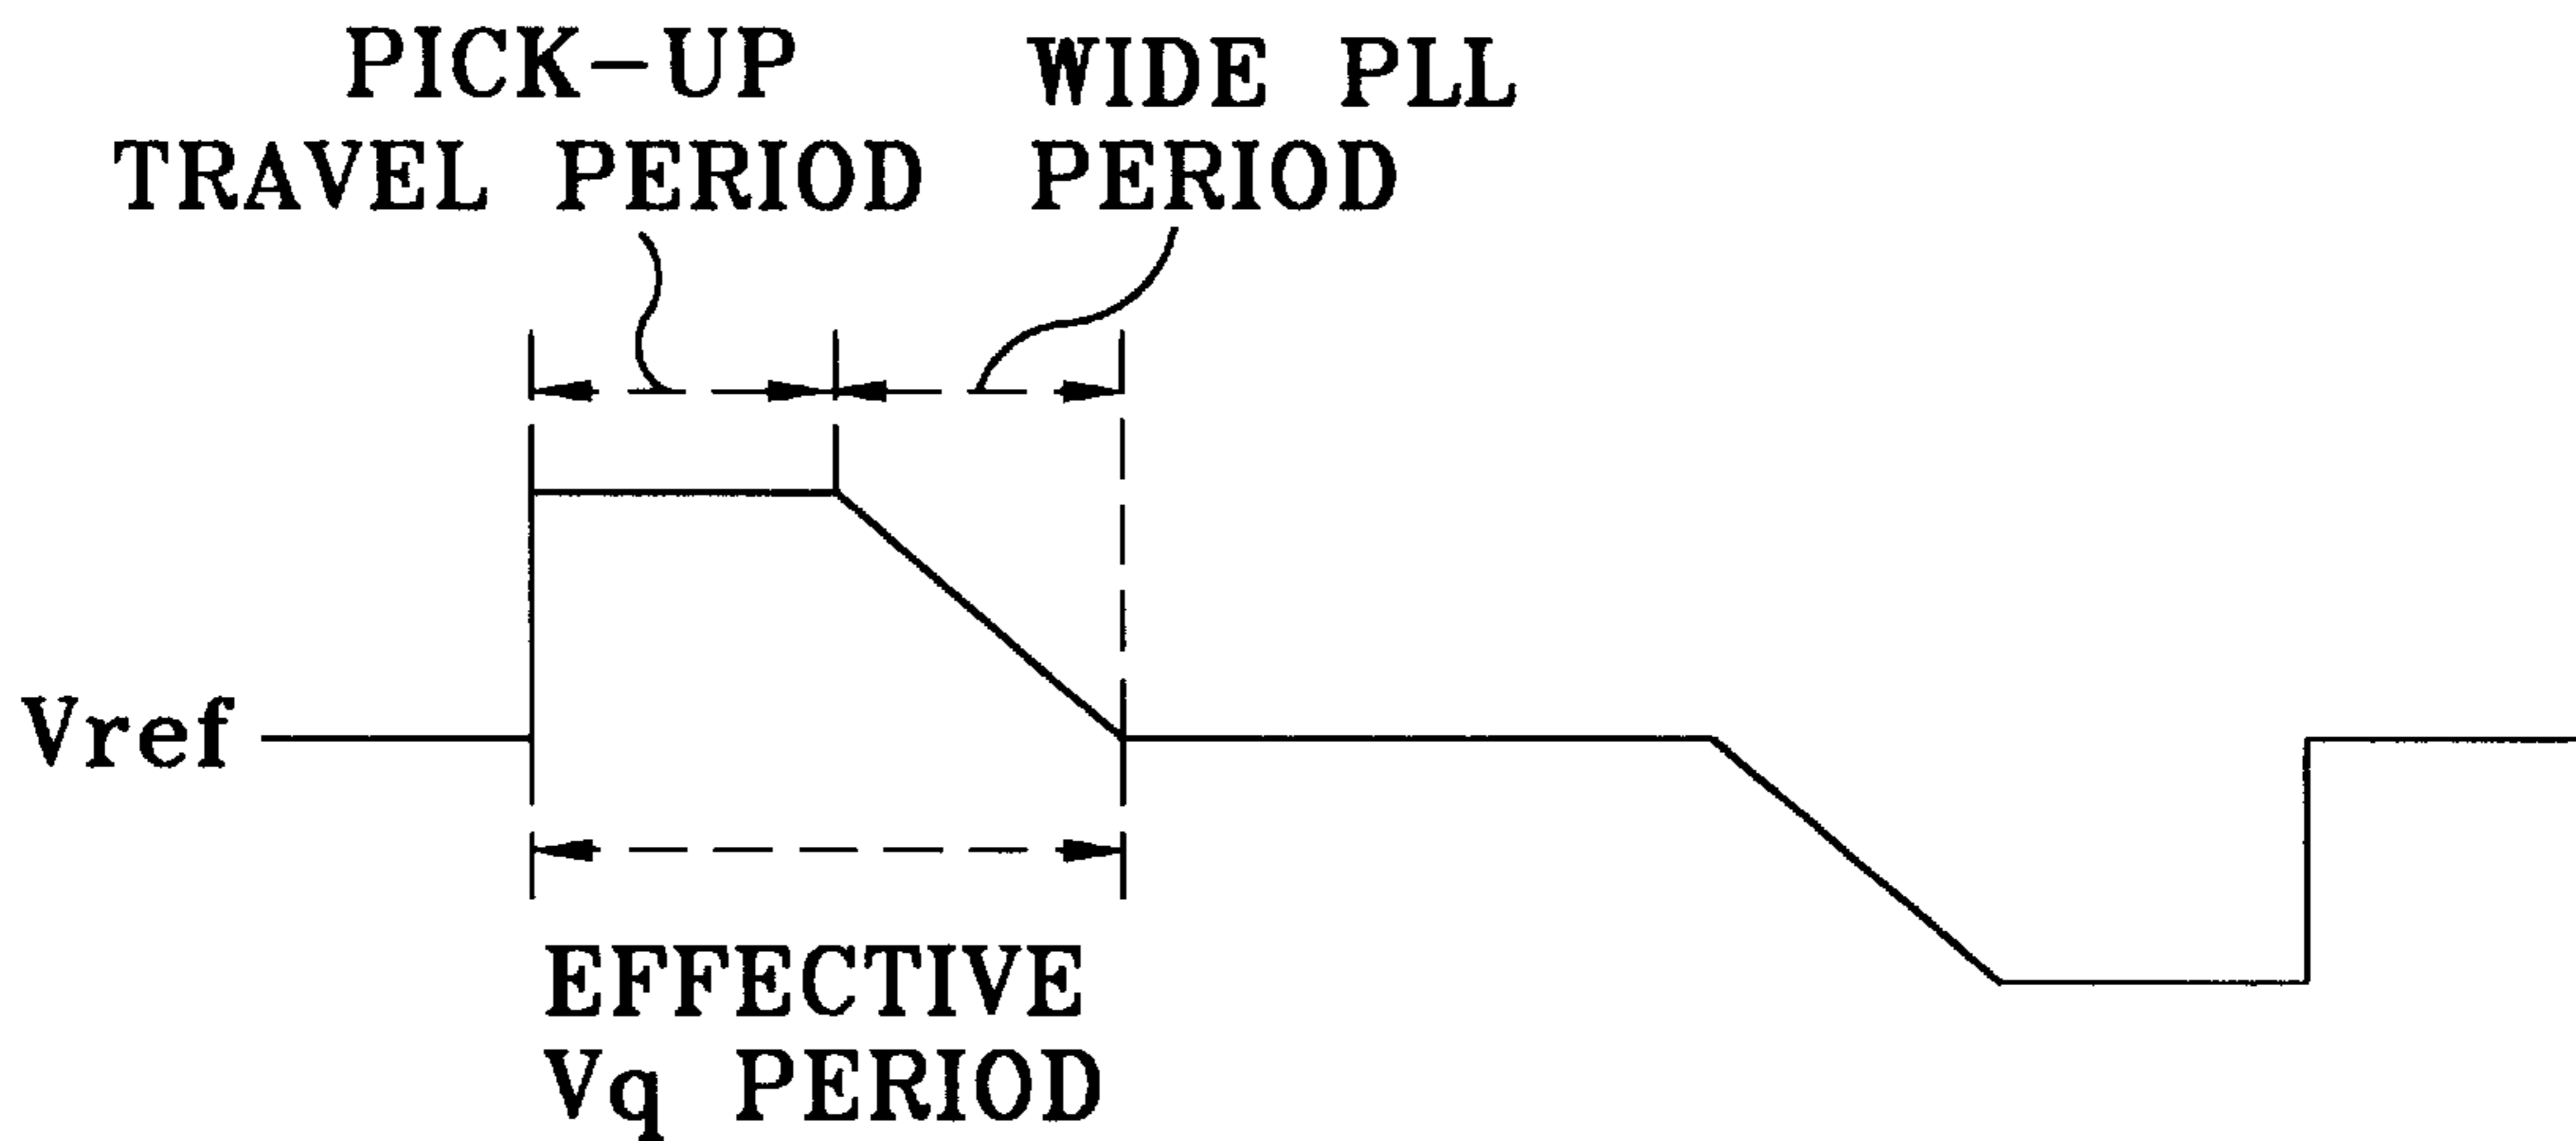 PICK-UP
TRAVEL PERIOD
WIDE PLL
PERIOD
Vref
EFFECTIVE
Vq PERIOD